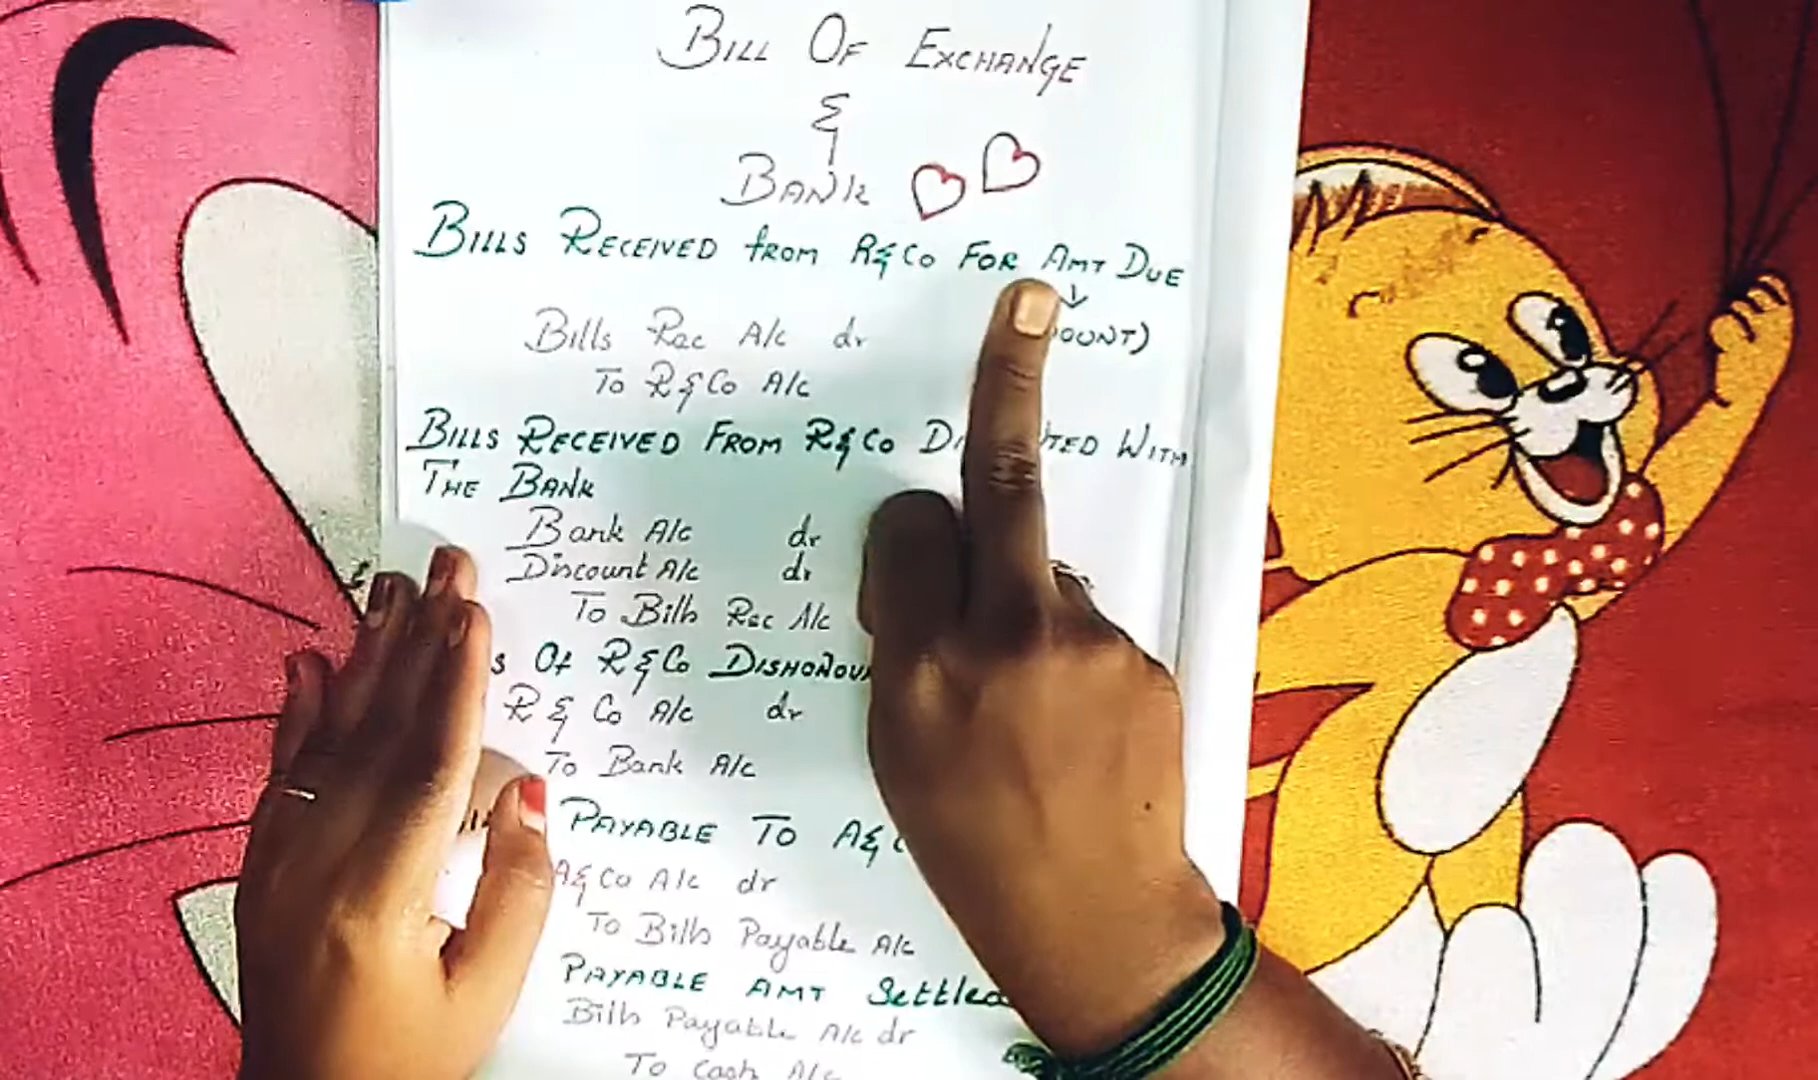 BILL OF EXCHANGE
&
BANK
BILLS RECEIVED from R&Co FOR AMT DUE
Bills Rec A/c dr
To R&Co A/c
BILLS RECEIVED FROM R&Co WITH
THE BANK
Bank A/c dr
Discount A/c dr
To Bills Rec A/c
Of R&Co
R & Co A/c dr
To Bank A/c
PAYABLE TO A&
A&Co A/c dr
To Bills Payable A/c
PAYABLE AMT Settled
Bills Payable A/c dr
To Cash A/c